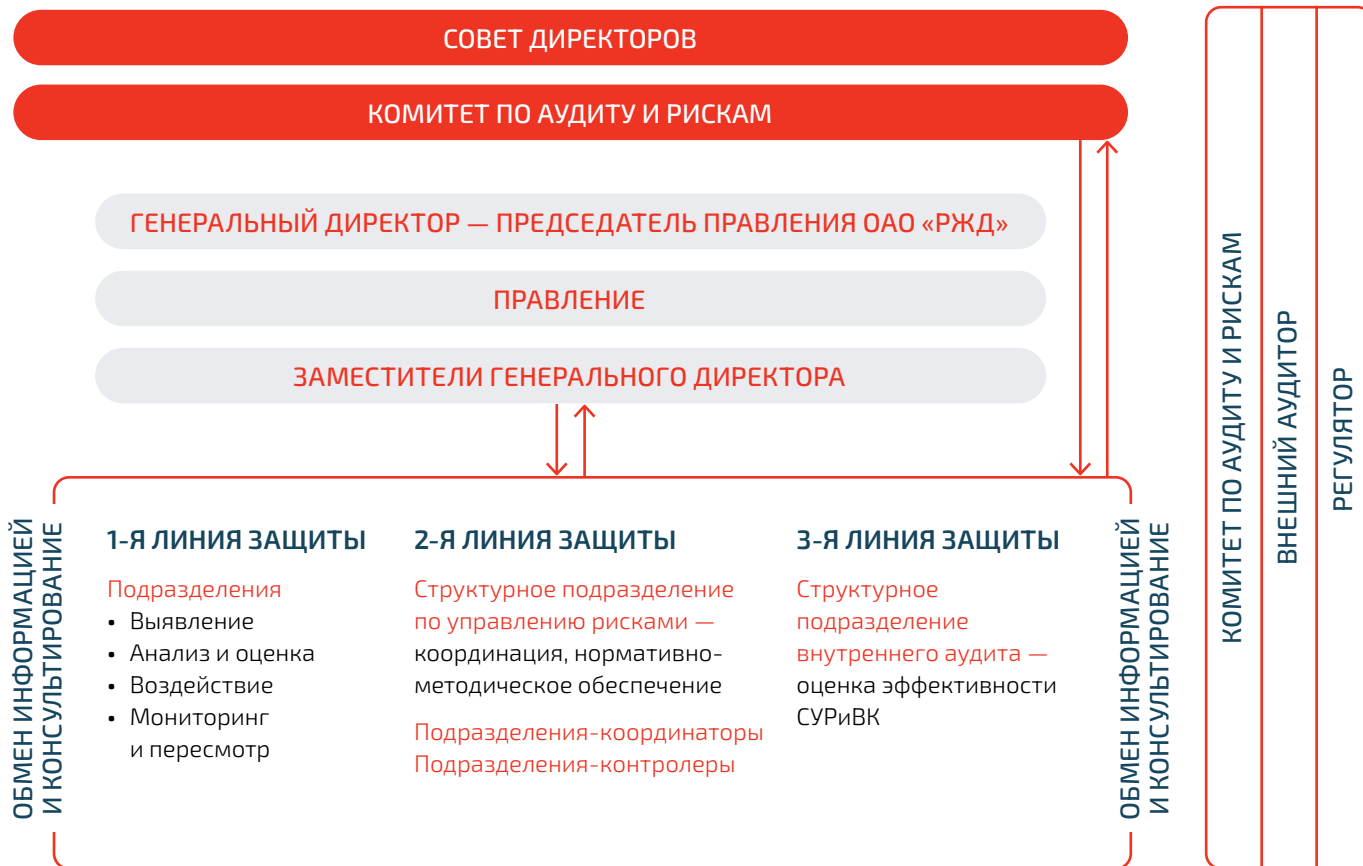 СОВЕТ ДИРЕКТОРОВ
КОМИТЕТ ПО АУДИТУ И РИСКАМ
ГЕНЕРАЛЬНЫЙ ДИРЕКТОР — ПРЕДСЕДАТЕЛЬ ПРАВЛЕНИЯ ОАО «РЖД»
ПРАВЛЕНИЕ
ЗАМЕСТИТЕЛИ ГЕНЕРАЛЬНОГО ДИРЕКТОРА
ОБМЕН ИНФОРМАЦИЕЙ
И КОНСУЛЬТИРОВАНИЕ
1-Я ЛИНИЯ ЗАЩИТЫ
Подразделения
• Выявление
• Анализ и оценка
• Воздействие
• Мониторинг
и пересмотр
2-Я ЛИНИЯ ЗАЩИТЫ
Структурное подразделение
по управлению рисками —
координация, нормативно-
методическое обеспечение
Подразделения-координаторы
Подразделения-контролеры
3-Я ЛИНИЯ ЗАЩИТЫ
Структурное
подразделение
внутреннего аудита —
оценка эффективности
СУРиВК
ОБМЕН ИНФОРМАЦИЕЙ
И КОНСУЛЬТИРОВАНИЕ
КОМИТЕТ ПО АУДИТУ И РИСКАМ
ВНЕШНИЙ АУДИТОР
РЕГУЛЯТОР